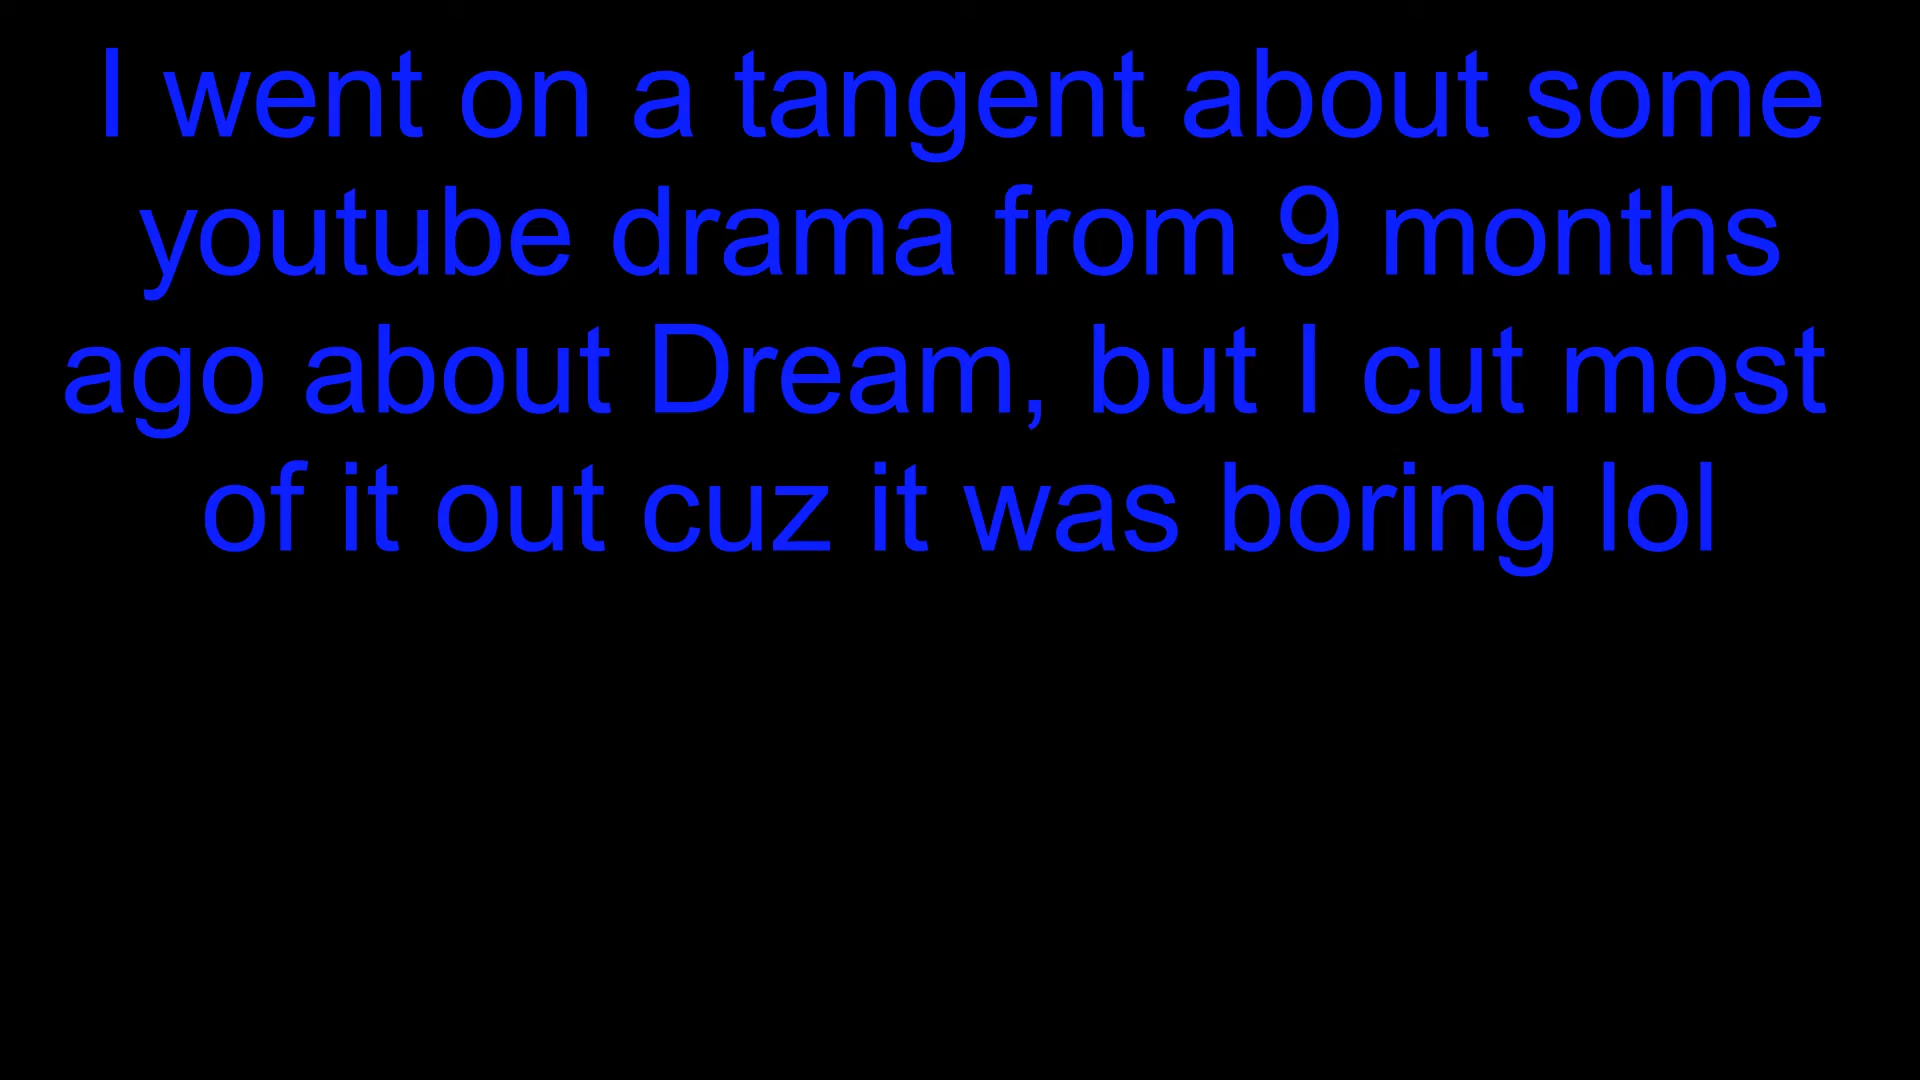 I went on a tangent about some
youtube drama from 9 months
ago about Dream, but I cut most
of it out cuz it was boring lol